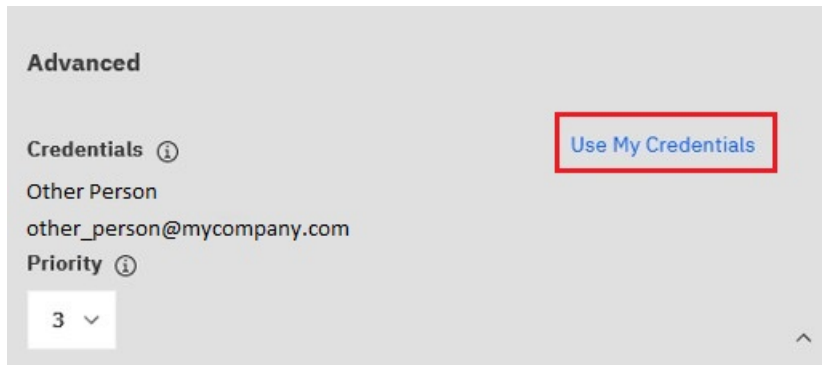 Advanced
Credentials
Use My Credentials
Other Person
other_person@mycompany.com
Priority
3